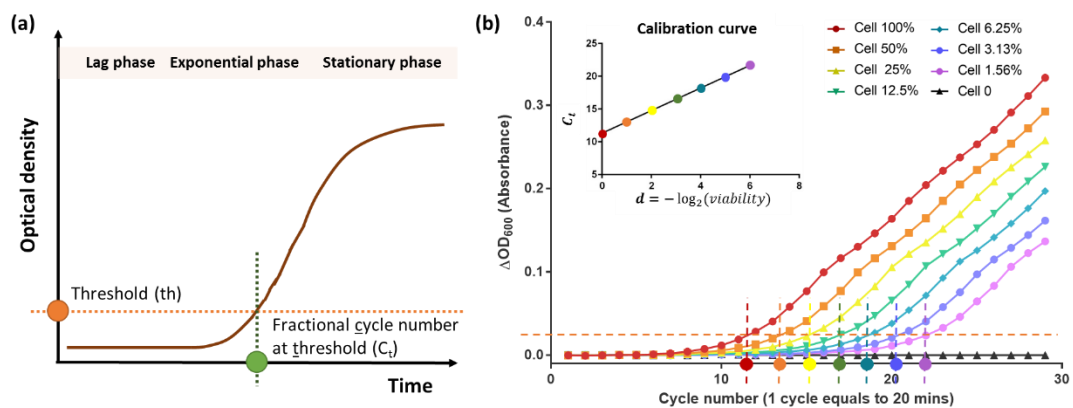 (a)
Lag phase Exponential phase Stationary phase
Optical density
Threshold (th)
Fractional cycle number
at threshold (Ct)
Time
(b)
Calibration curve
25
20
15
10
5
0 2 4 6 8
Ct
d = −log2(viability)
Cell 100%
Cell 50%
Cell 25%
Cell 12.5%
Cell 6.25%
Cell 3.13%
Cell 1.56%
Cell 0
0.4
0.3
0.2
0.1
0.0
ΔOD600 (Absorbance)
0 10 20 30
Cycle number (1 cycle equals to 20 mins)